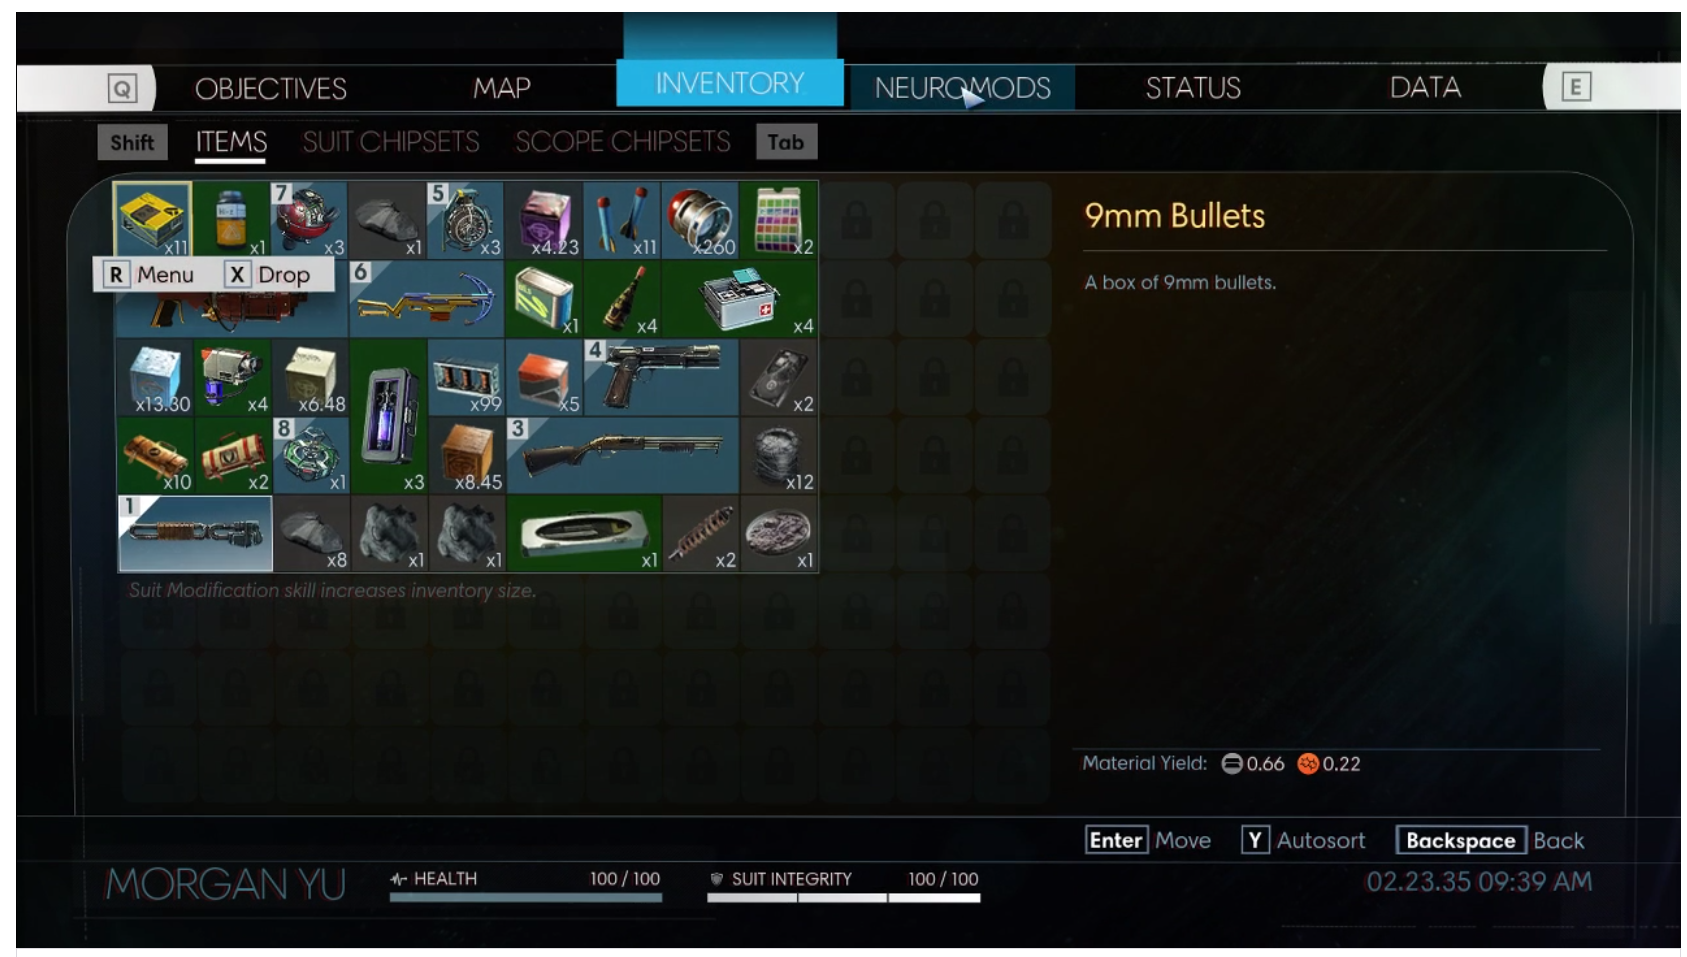 Q OBJECTIVES MAP INVENTORY NEUROMODS STATUS DATA E
Shift ITEMS SUIT CHIPSETS SCOPE CHIPSETS Tab
7 5
x11 x1 x3 x1 x3 x4.23 x11 x260 x2
9mm Bullets
R Menu X Drop
A box of 9mm bullets.
6
x1 x4 x4
4
x13.30 x4 x6.48 x99 x5 x2
8 3
x10 x2 x1 x3 x8.45 x12
1
x8 x1 x1 x1 x2 x1
Suit Modification skill increases inventory size.
Material Yield: 0.66 0.22
Enter Move Y Autosort Backspace Back
MORGAN YU HEALTH 100 / 100 SUIT INTEGRITY 100 / 100 02.23.35 09:39 AM